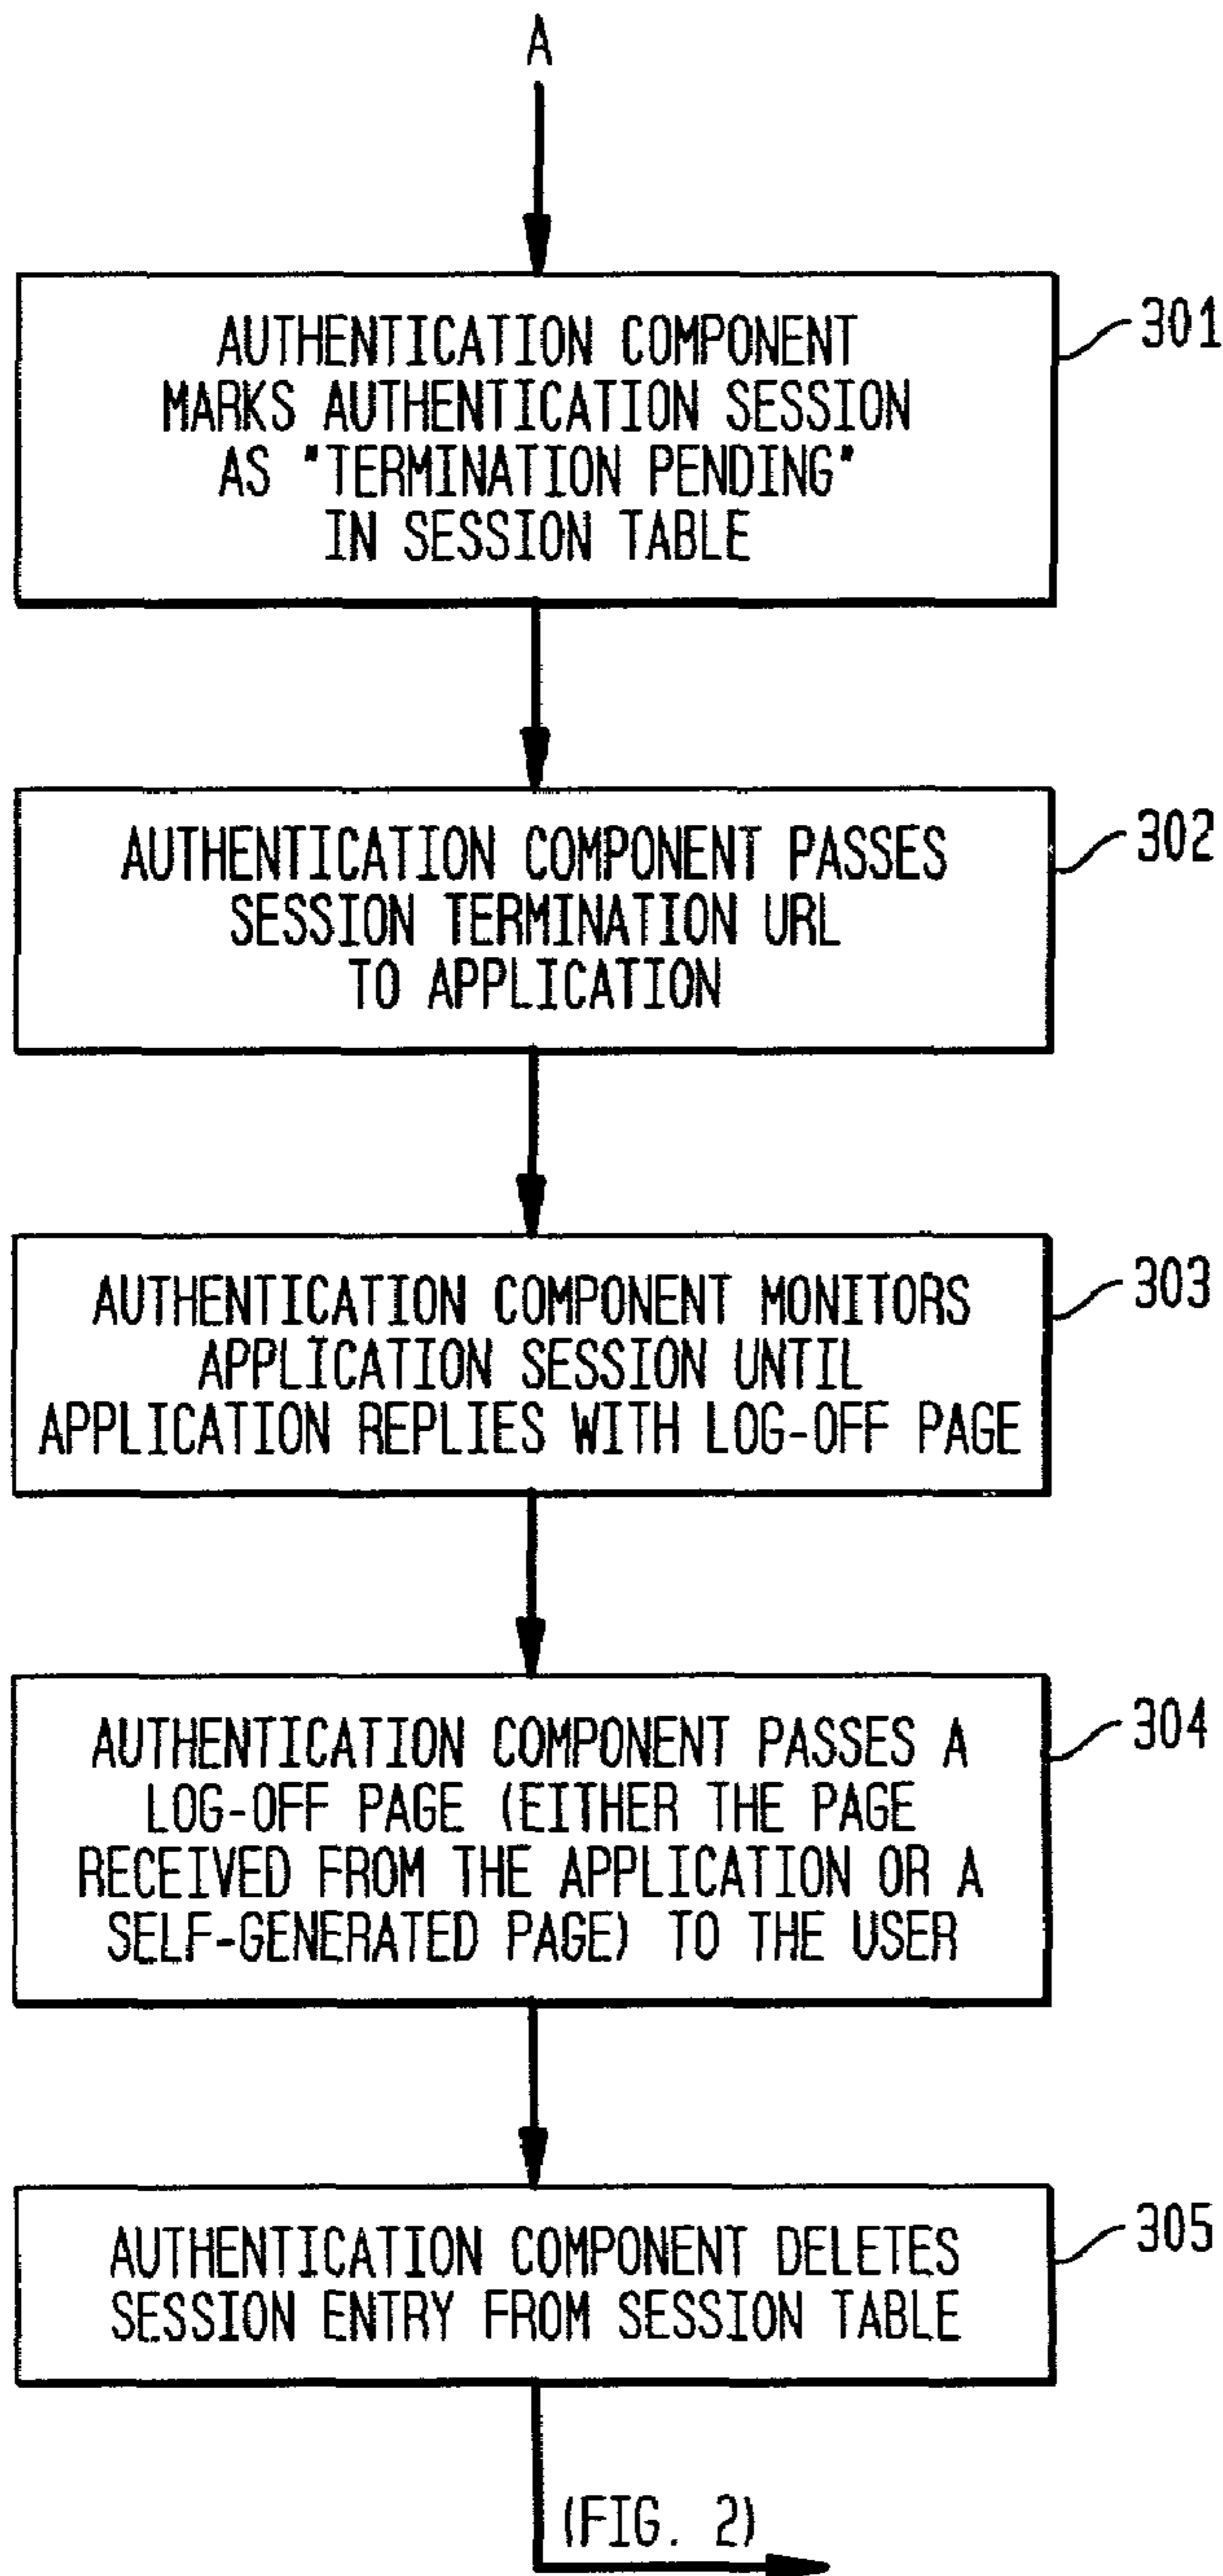 A
AUTHENTICATION COMPONENT
MARKS AUTHENTICATION SESSION
AS "TERMINATION PENDING"
IN SESSION TABLE
301
AUTHENTICATION COMPONENT PASSES
SESSION TERMINATION URL
TO APPLICATION
302
AUTHENTICATION COMPONENT MONITORS
APPLICATION SESSION UNTIL
APPLICATION REPLIES WITH LOG-OFF PAGE
303
AUTHENTICATION COMPONENT PASSES A
LOG-OFF PAGE (EITHER THE PAGE
RECEIVED FROM THE APPLICATION OR A
SELF-GENERATED PAGE) TO THE USER
304
AUTHENTICATION COMPONENT DELETES
SESSION ENTRY FROM SESSION TABLE
305
(FIG. 2)